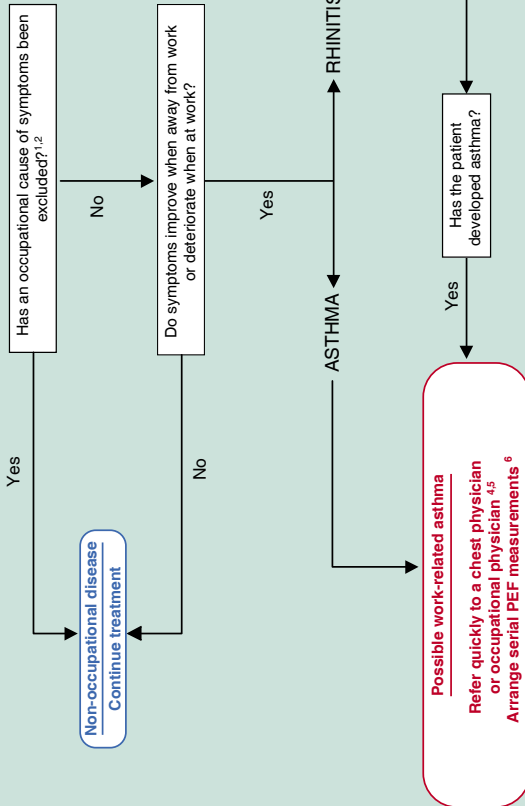 Has an occupational cause of symptoms been
excluded?1,2
Yes
No
Non-occupational disease
Continue treatment
Do symptoms improve when away from work
or deteriorate when at work?
No
Yes
ASTHMA
RHINITIS
Has the patient
developed asthma?
Yes
Possible work-related asthma
Refer quickly to a chest physician
or occupational physician 4,5
Arrange serial PEF measurements 6